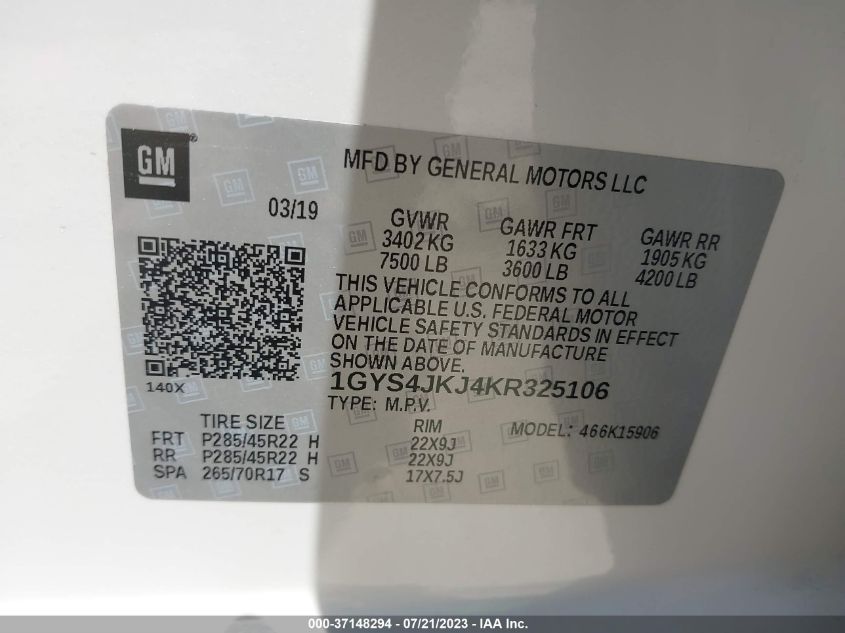 GM®
MFD BY GENERAL MOTORS LLC
03/19
GVWR GAWR FRT GAWR RR
3402 KG 1633 KG 1905 KG
7500 LB 3600 LB 4200 LB
THIS VEHICLE CONFORMS TO ALL
APPLICABLE U.S. FEDERAL MOTOR
VEHICLE SAFETY STANDARDS IN EFFECT
ON THE DATE OF MANUFACTURE
SHOWN ABOVE.
140X
1GYS4JKJ4KR325106
TYPE: M.P.V.
TIRE SIZE RIM MODEL: 466K15906
FRT P285/45R22 H 22X9J
RR P285/45R22 H 22X9J
SPA 265/70R17 S 17X7.5J
000-37148294 - 07/21/2023 - IAA Inc.